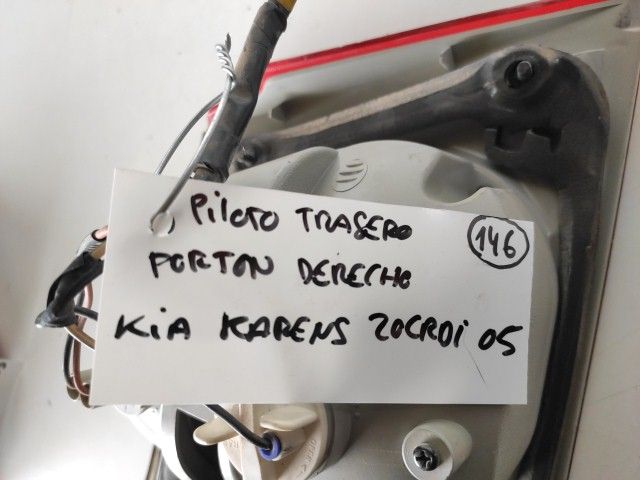 PiLOTO TRASERO
146
PORTON DERECHO
KiA KARENS 20CRDi 05